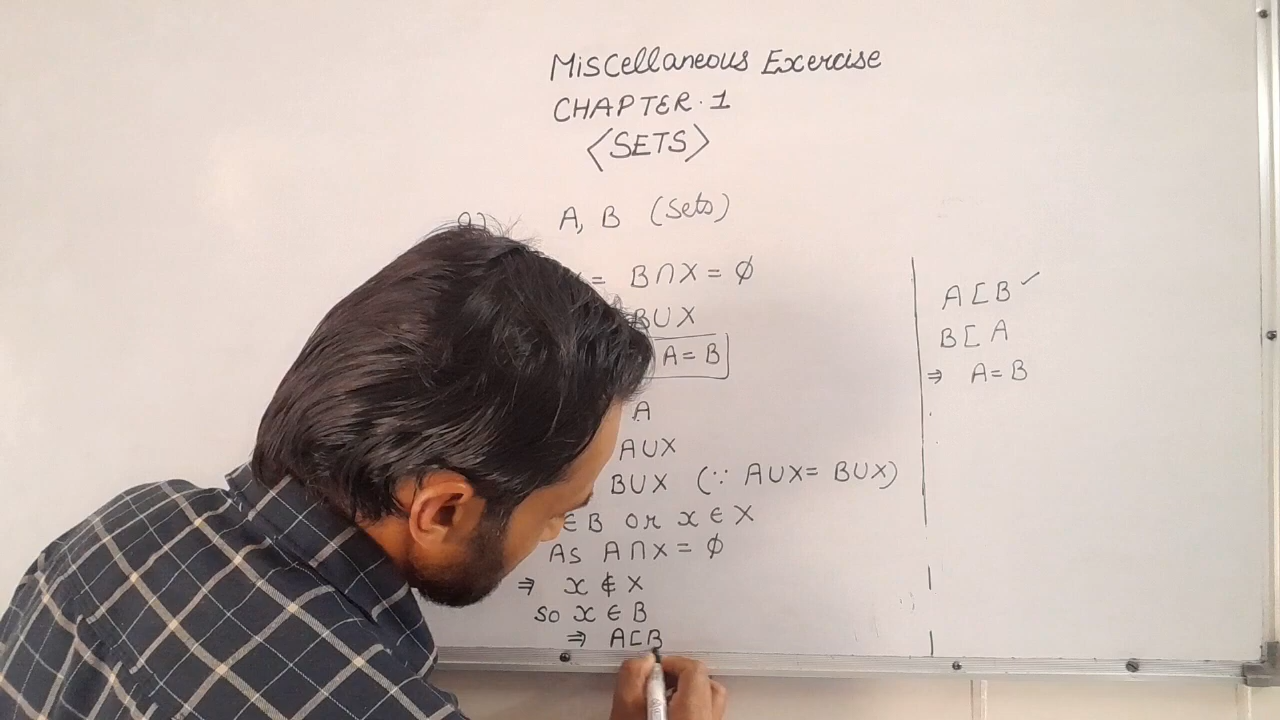 Miscellaneous Exercise
CHAPTER.1
<SETS>
A, B (Sets)
= B∩X = ϕ
BUX
A = B
A
AUX
BUX (∵ AUX = BUX)
∈ B or x ∈ X
As A∩X = ϕ
⇒ x ∉ X
So x ∈ B
⇒ A⊏B
A⊏B ✓
B⊏A
⇒ A=B